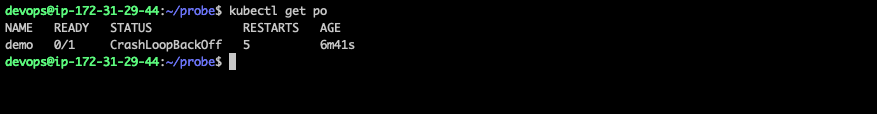 devops@ip-172-31-29-44:~/probe$ kubectl get po
NAME   READY   STATUS             RESTARTS   AGE
demo   0/1     CrashLoopBackOff   5          6m41s
devops@ip-172-31-29-44:~/probe$